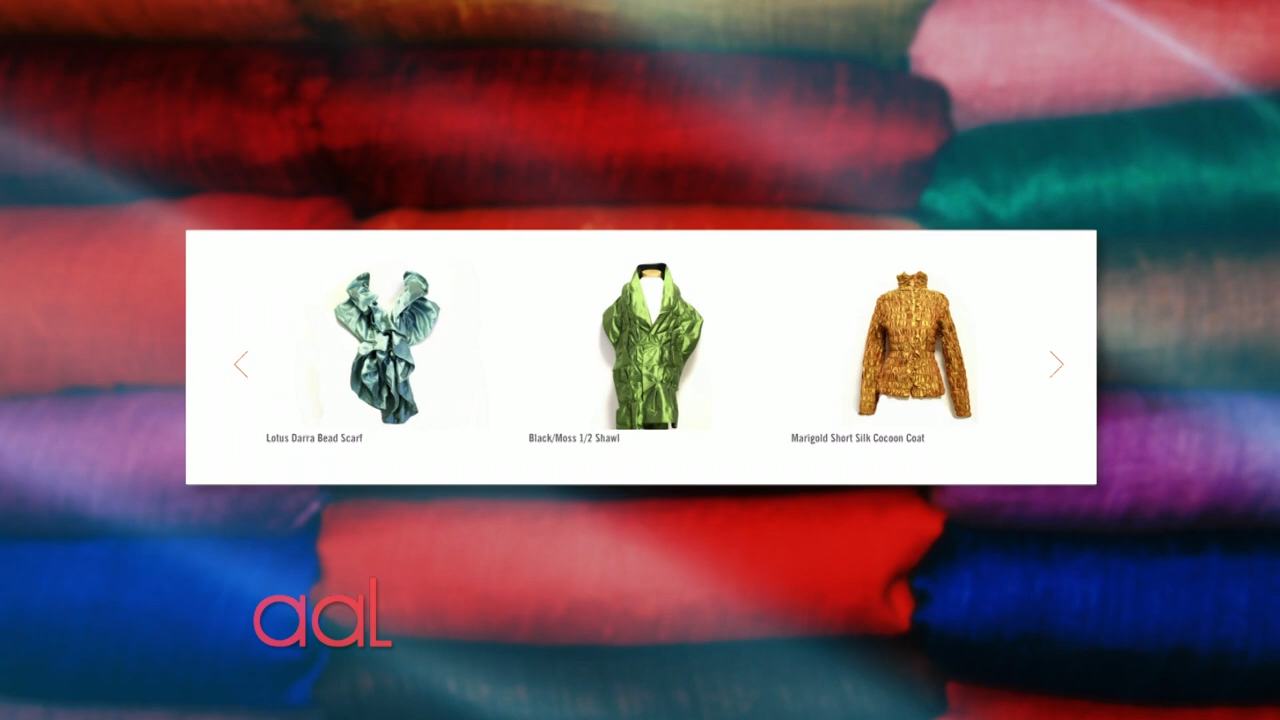 Lotus Darra Bead Scarf
Black/Moss 1/2 Shawl
Marigold Short Silk Cocoon Coat
aaL